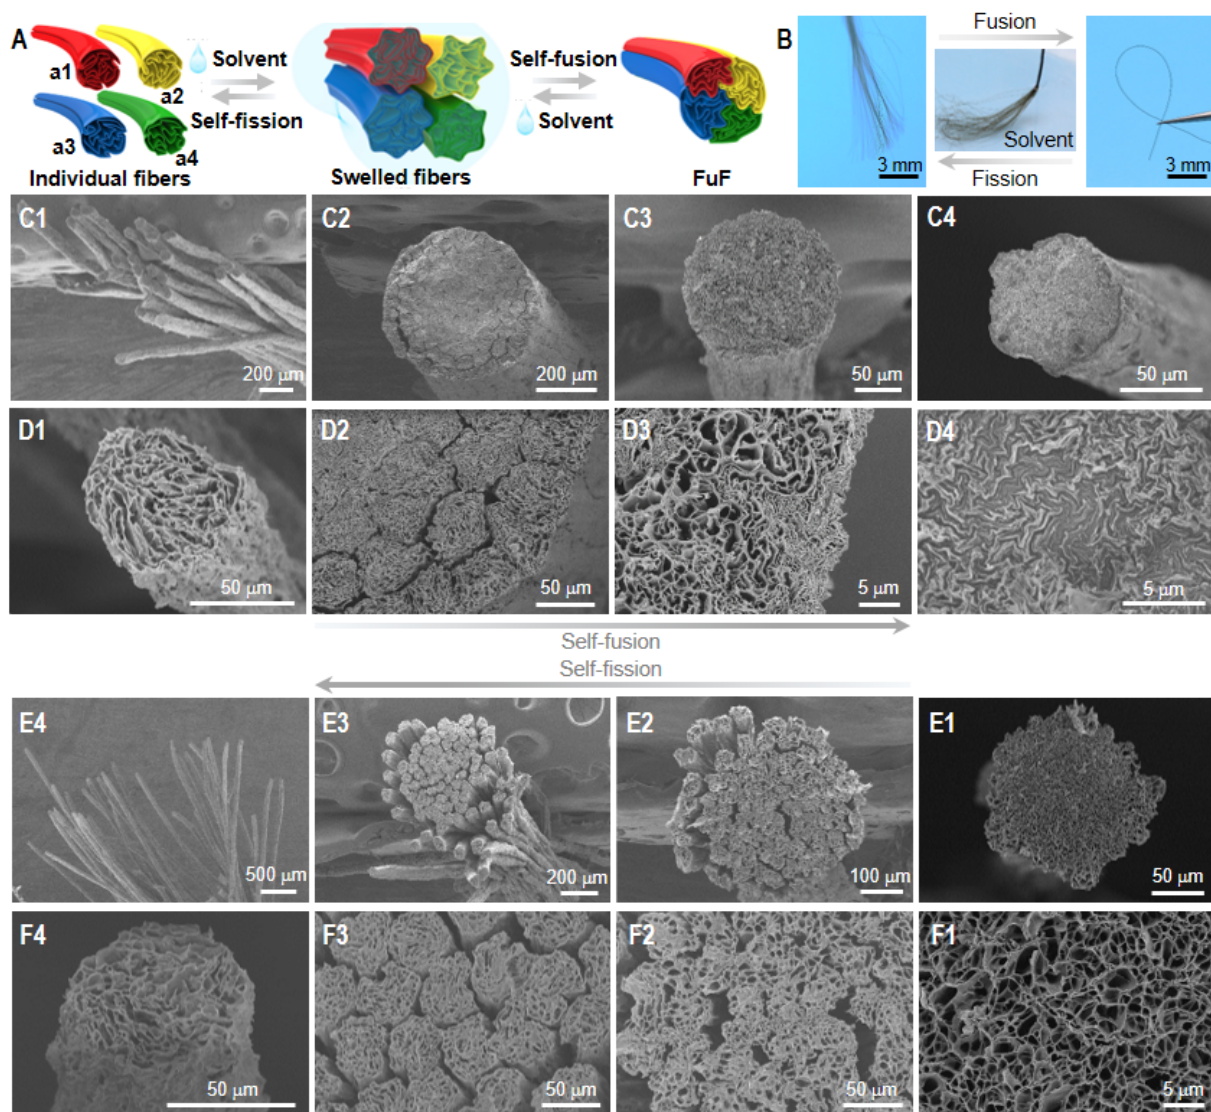 A
a1
a2
a3
a4
Individual fibers
Solvent
Self-fission
Swelled fibers
Self-fusion
Solvent
FuF
B
3 mm
Fusion
Solvent
Fission
3 mm
C1
200 μm
C2
200 μm
C3
50 μm
C4
50 μm
D1
50 μm
D2
50 μm
D3
5 μm
D4
5 μm
Self-fusion
Self-fission
E4
500 μm
E3
200 μm
E2
100 μm
E1
50 μm
F4
50 μm
F3
50 μm
F2
50 μm
F1
5 μm